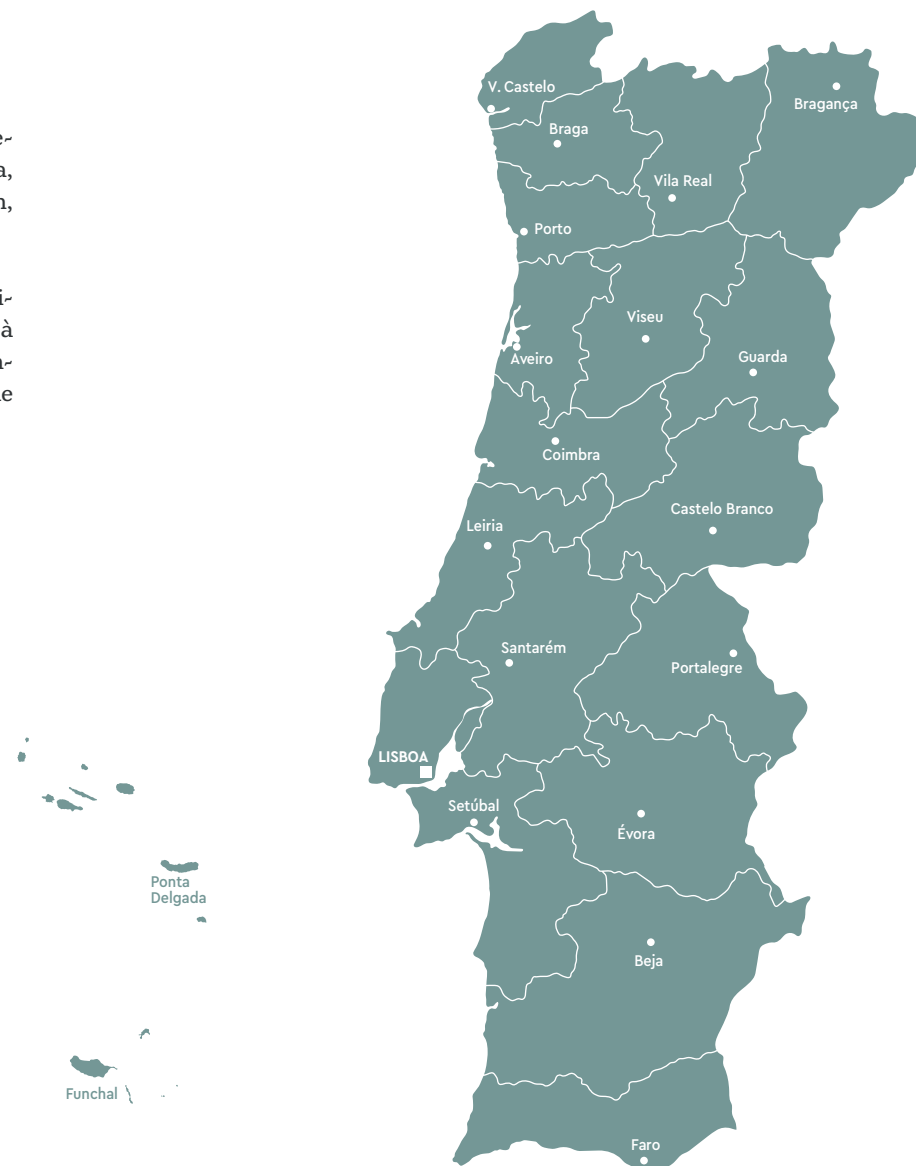 V. Castelo
Bragança
Braga
Vila Real
Porto
Viseu
Guarda
Aveiro
Coimbra
Castelo Branco
Leiria
Santarém
Portalegre
LISBOA
Setúbal
Évora
Ponta
Delgada
Beja
Funchal
Faro